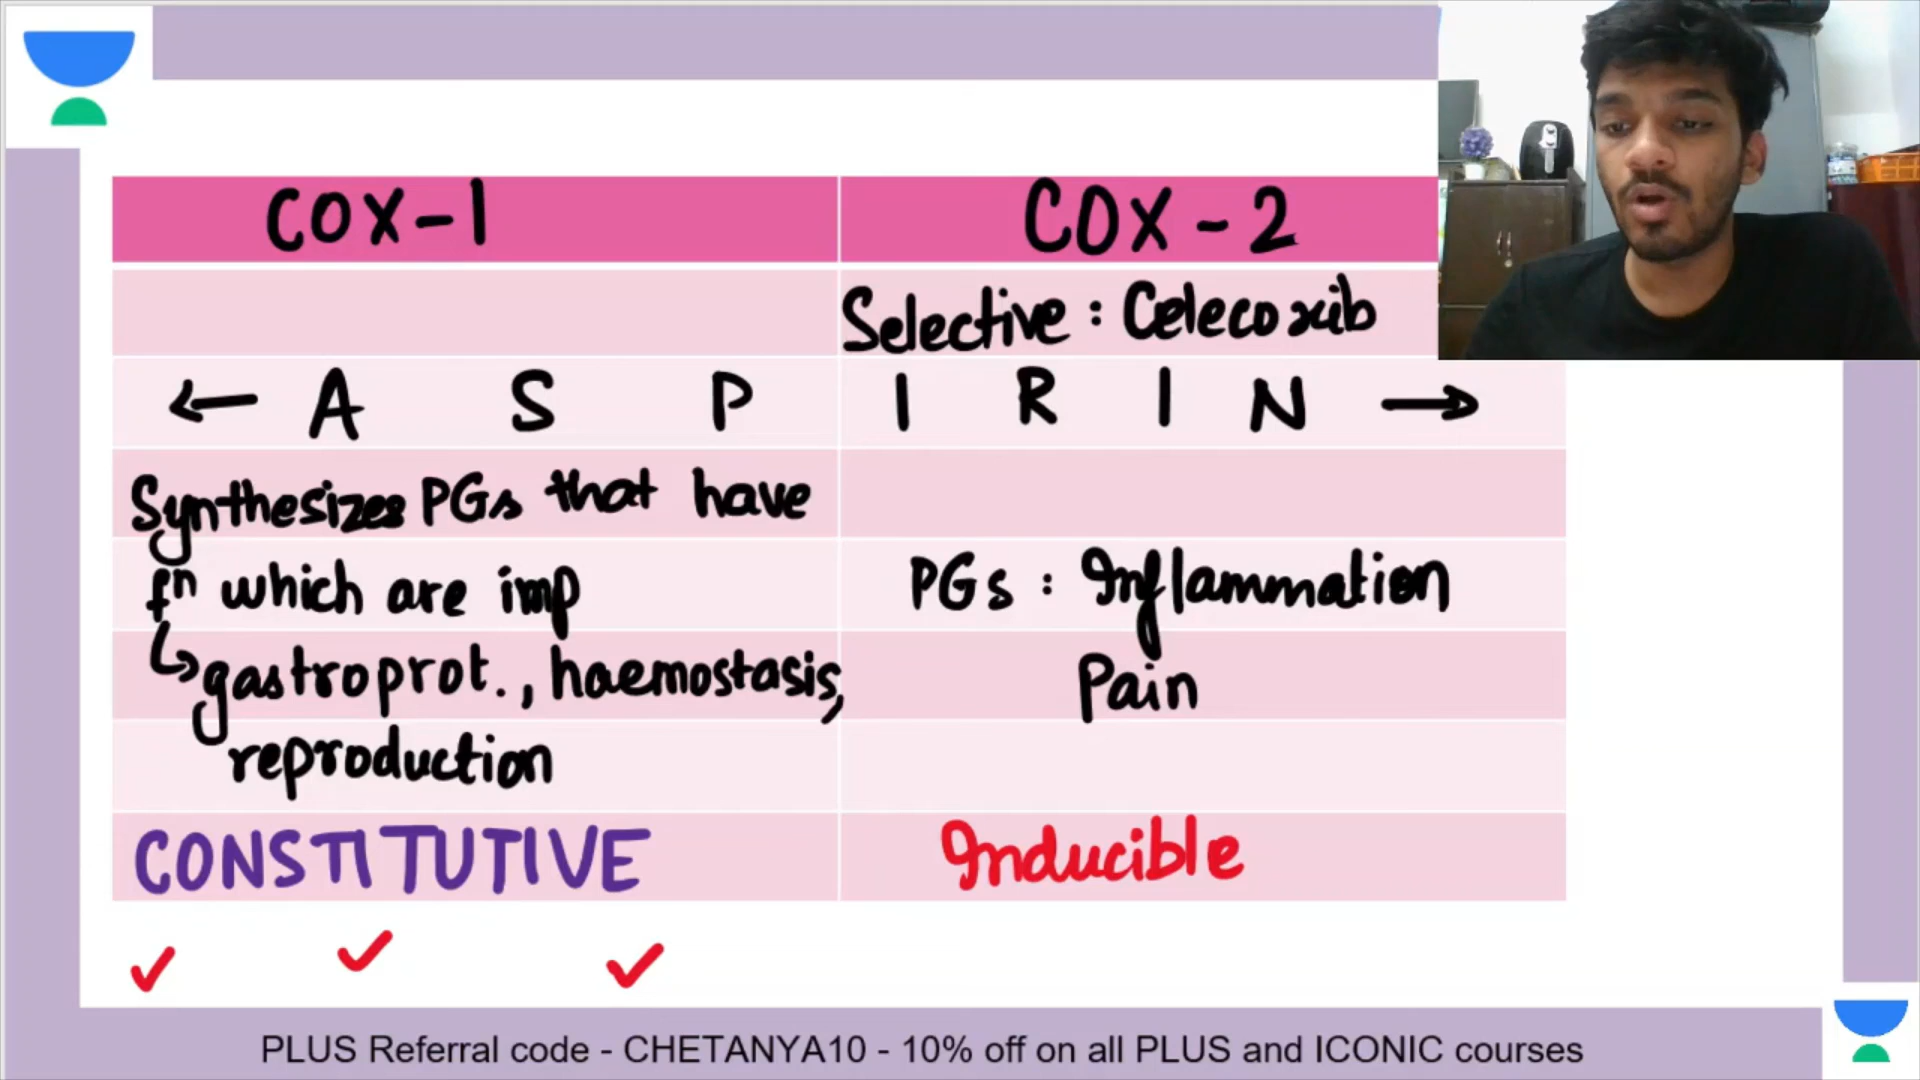 COX-1
COX-2
Selective : Celecoxib
← A S P I R I N →
Synthesizes PGs that have
fn which are imp
↳ gastroprot., haemostasis,
reproduction
PGs : Inflammation
Pain
CONSTITUTIVE
Inducible
PLUS Referral code - CHETANYA10 - 10% off on all PLUS and ICONIC courses